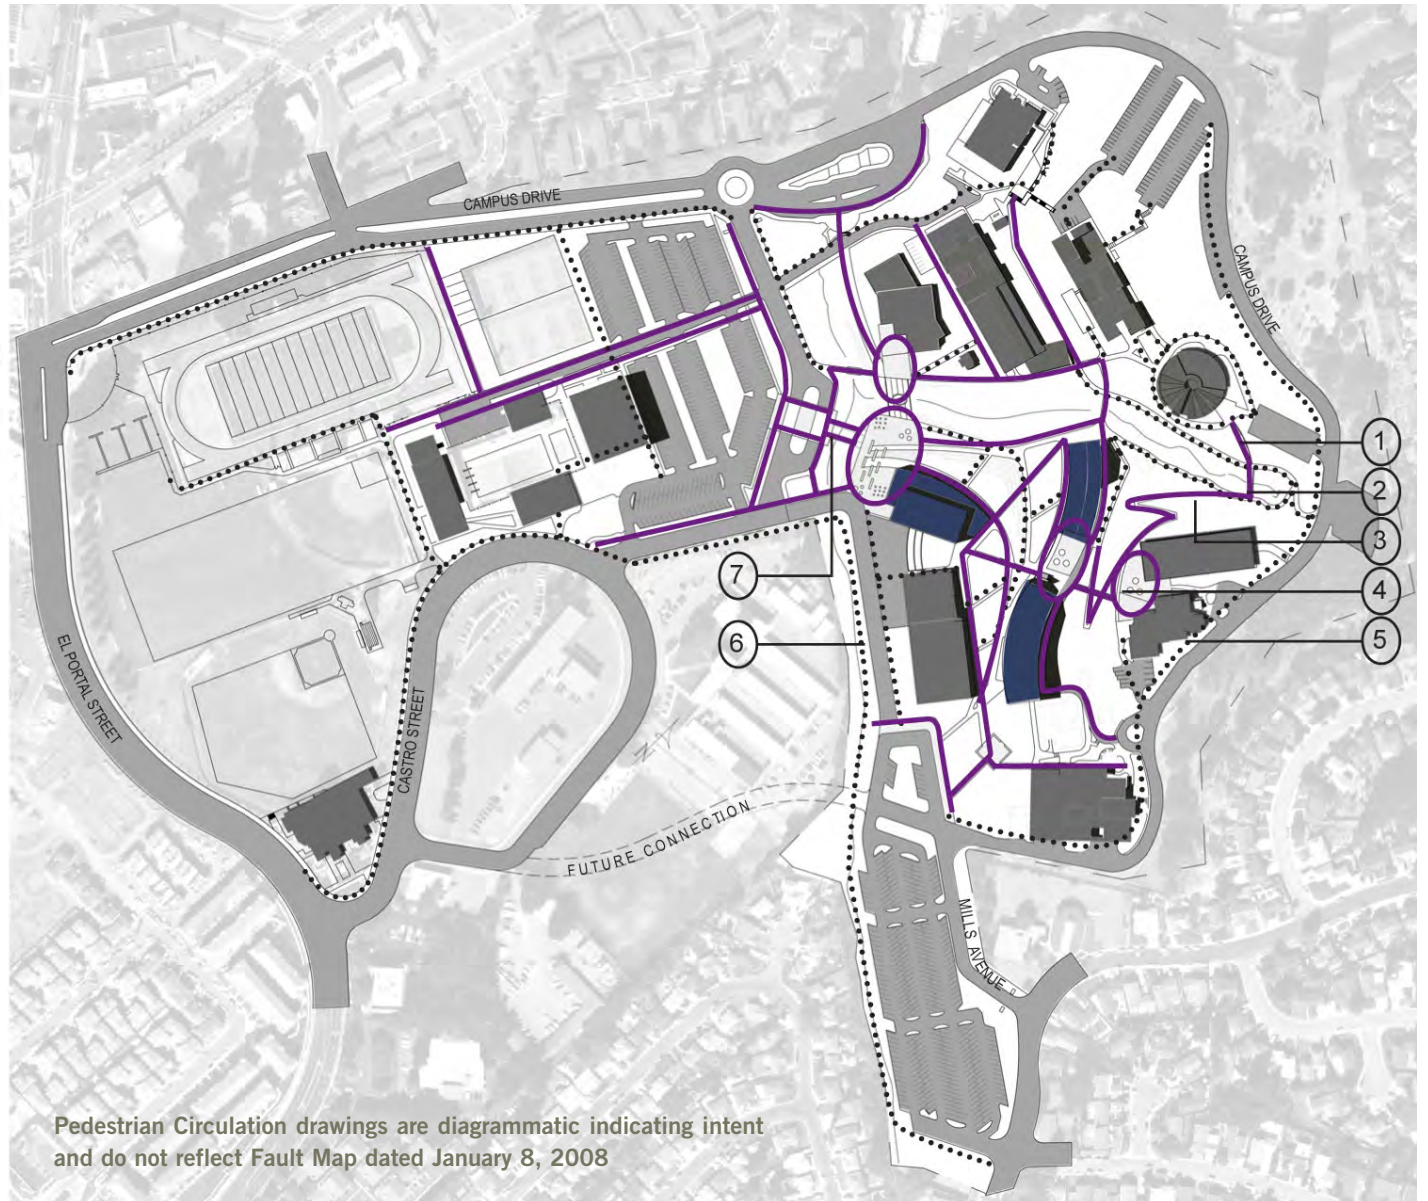 CAMPUS DRIVE
CAMPUS DRIVE
1
2
3
7
4
6
5
EL PORTAL STREET
CASTRO STREET
FUTURE CONNECTION
MILLS AVENUE
Pedestrian Circulation drawings are diagrammatic indicating intent
and do not reflect Fault Map dated January 8, 2008